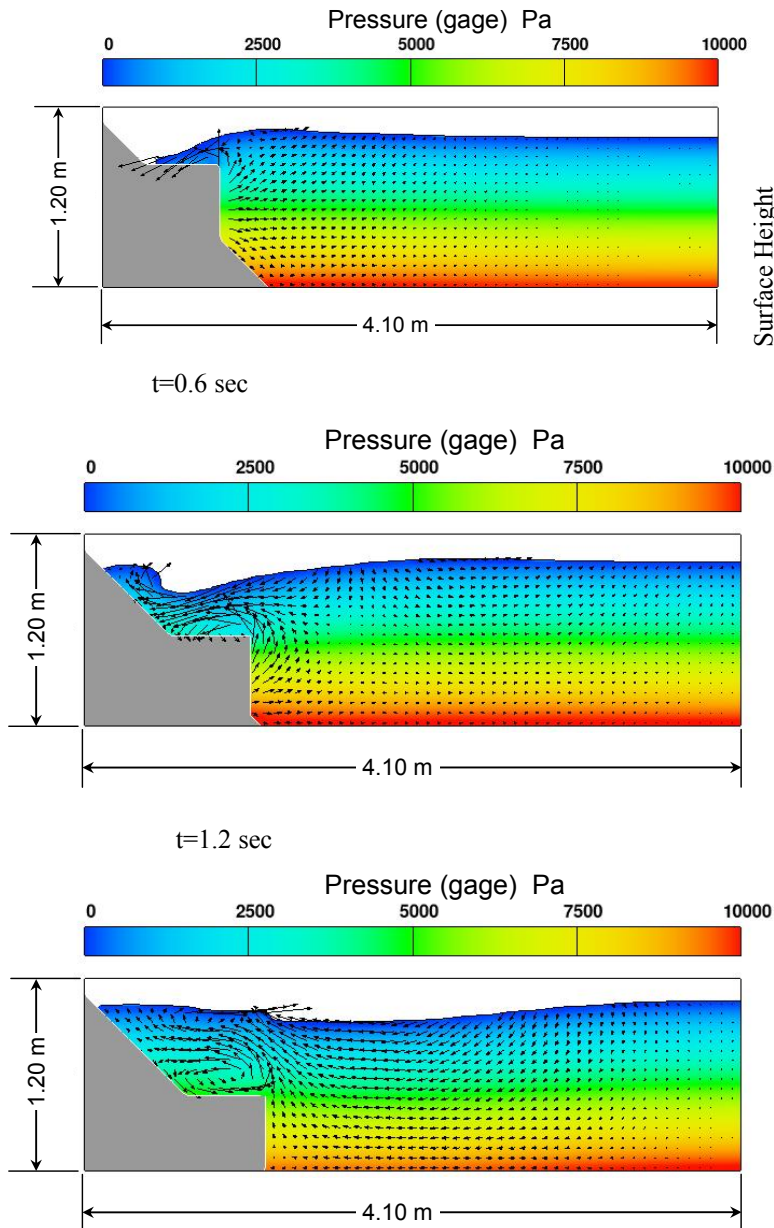 Pressure (gage) Pa
0 2500 5000 7500 10000
1.20 m
Surface Height
4.10 m
t=0.6 sec
Pressure (gage) Pa
0 2500 5000 7500 10000
1.20 m
4.10 m
t=1.2 sec
Pressure (gage) Pa
0 2500 5000 7500 10000
1.20 m
4.10 m